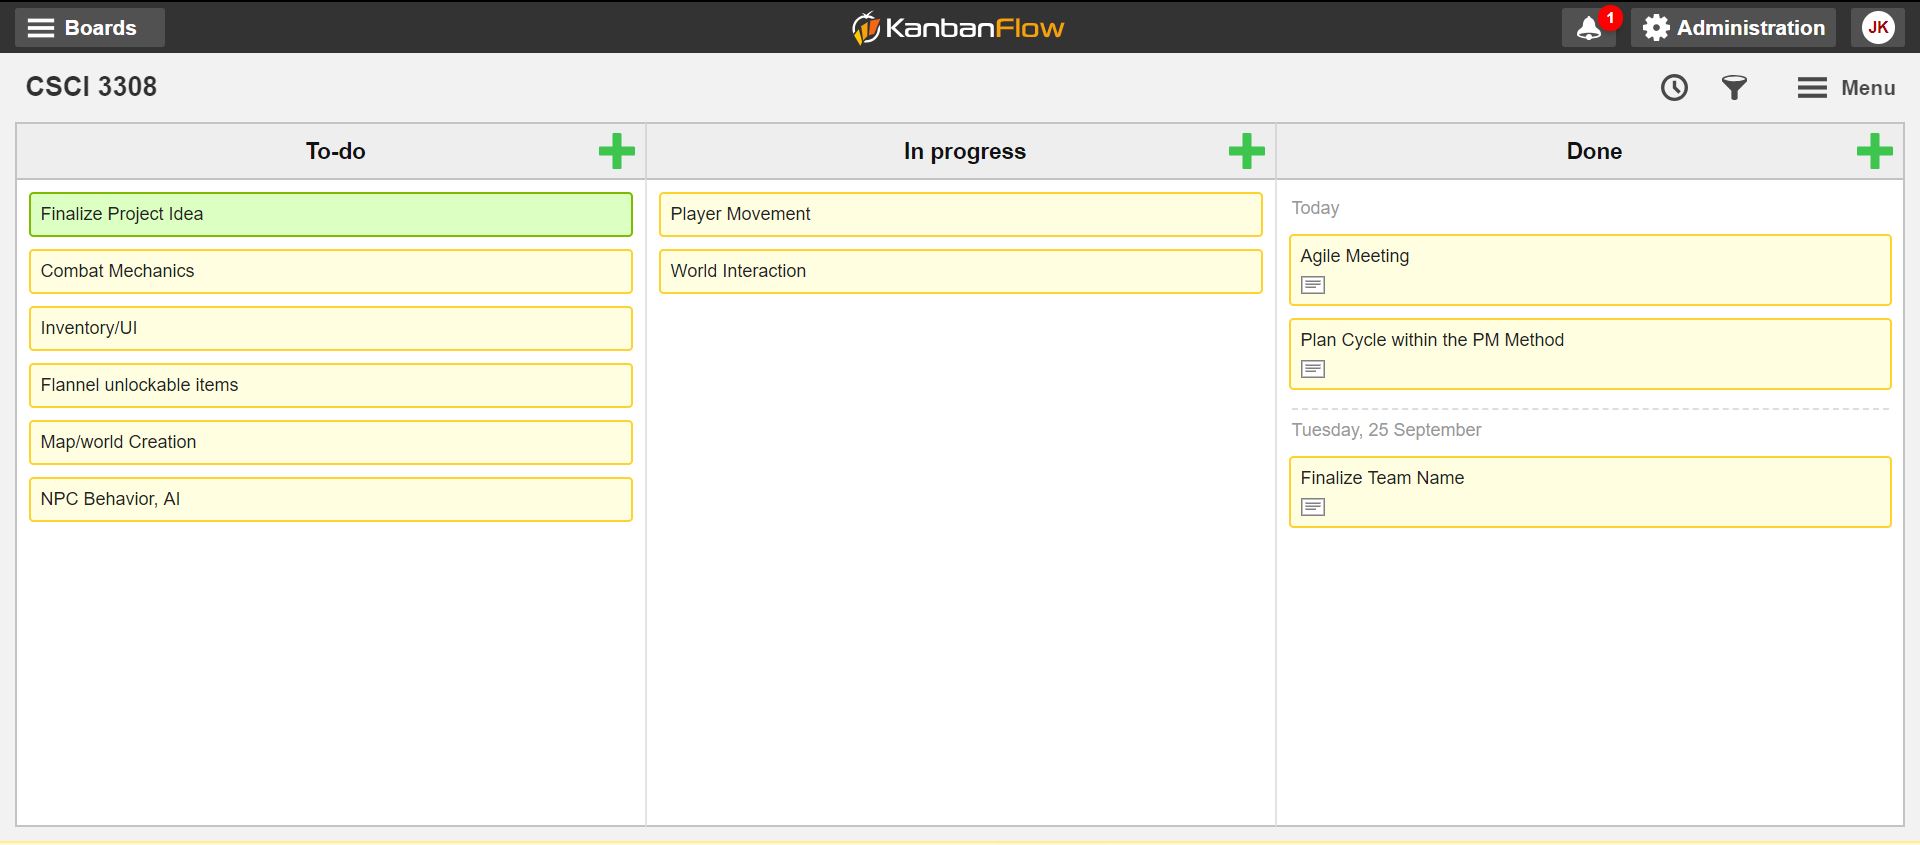 Boards
KanbanFlow
1
Administration
JK
CSCI 3308
Menu
To-do
Finalize Project Idea
Combat Mechanics
Inventory/UI
Flannel unlockable items
Map/world Creation
NPC Behavior, AI
In progress
Player Movement
World Interaction
Done
Today
Agile Meeting
Plan Cycle within the PM Method
Tuesday, 25 September
Finalize Team Name